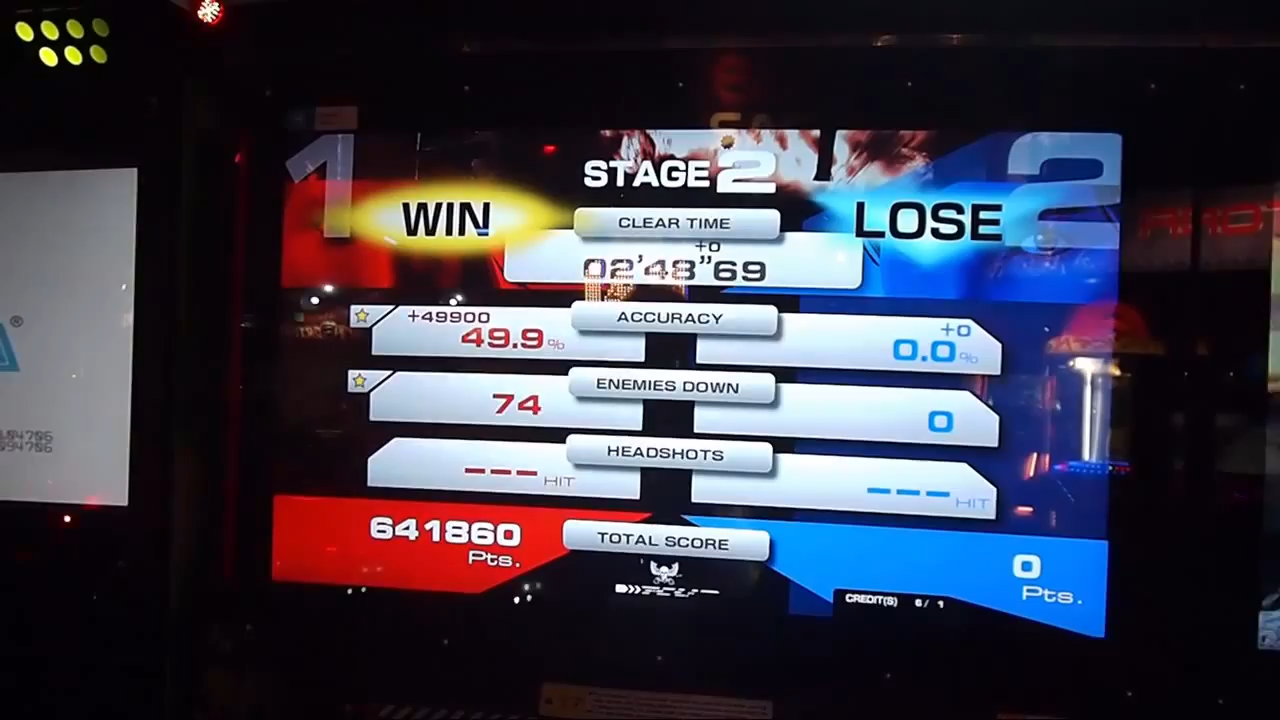 1
STAGE 2
2
WIN
CLEAR TIME
LOSE
+0
02'48"69
+49900
ACCURACY
+0
49.9%
0.0%
ENEMIES DOWN
74
0
HEADSHOTS
--- HIT
--- HIT
641860
Pts.
TOTAL SCORE
0
Pts.
CREDIT(S) 6/ 1
®